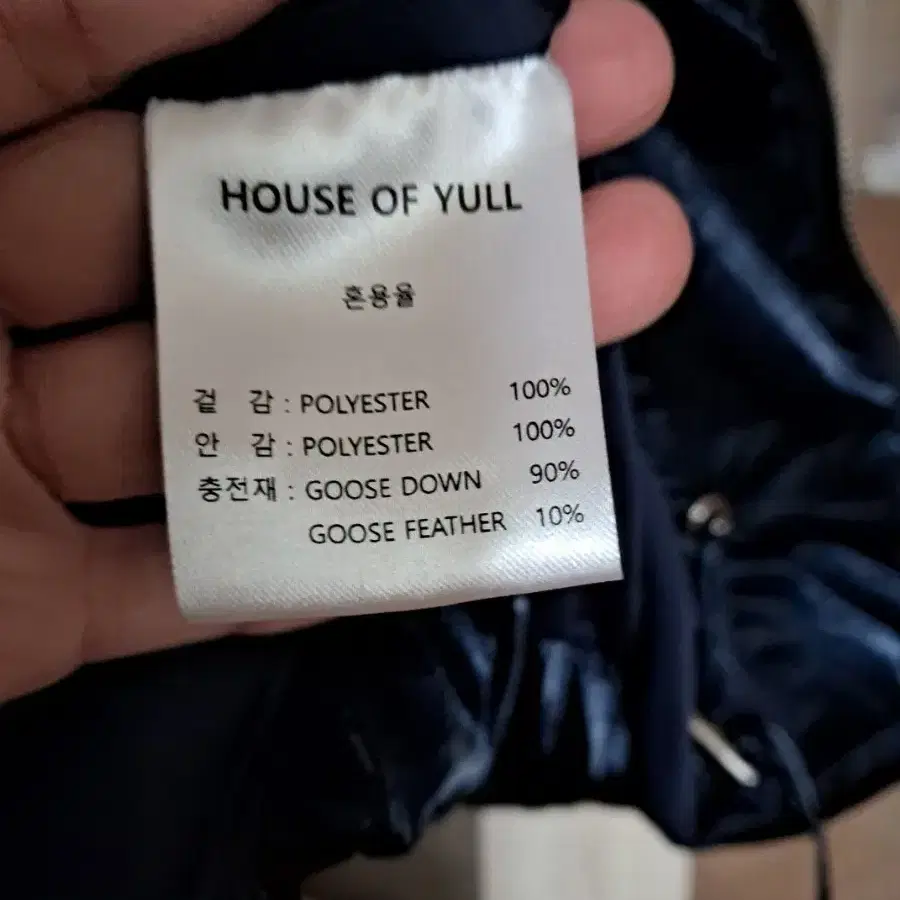 HOUSE OF YULL
혼용율
겉 감 : POLYESTER 100%
안 감 : POLYESTER 100%
충전재 : GOOSE DOWN 90%
GOOSE FEATHER 10%